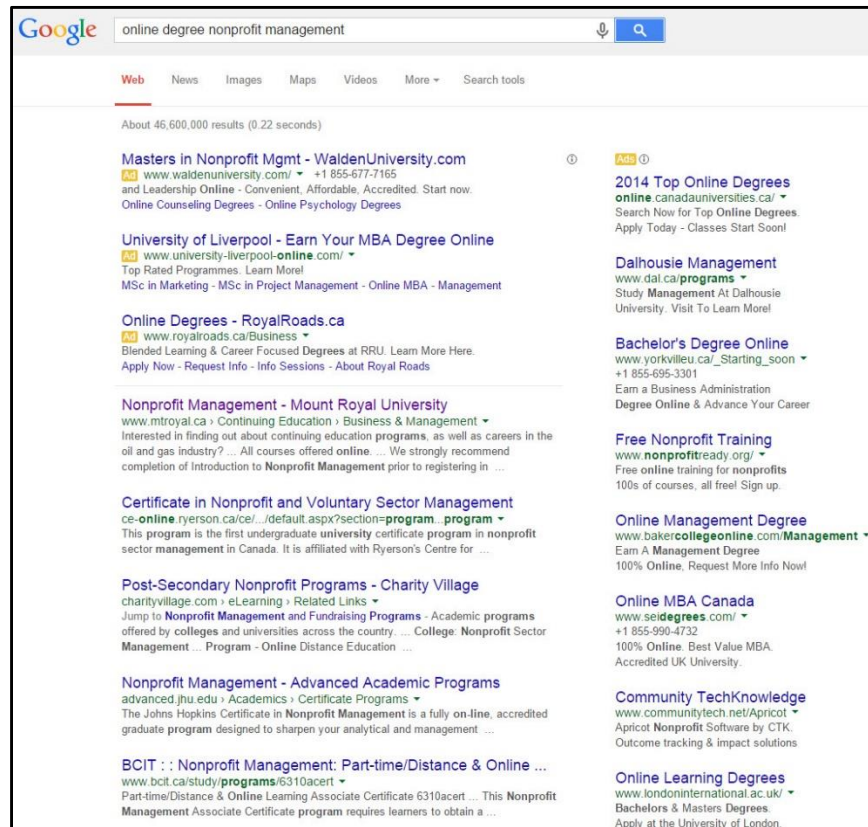 Google
online degree nonprofit management
Web News Images Maps Videos More Search tools
About 46,600,000 results (0.22 seconds)
Masters in Nonprofit Mgmt - WaldenUniversity.com
Ad www.waldenuniversity.com/ +1 855-677-7165
and Leadership Online - Convenient, Affordable, Accredited. Start now.
Online Counseling Degrees - Online Psychology Degrees
University of Liverpool - Earn Your MBA Degree Online
Ad www.university-liverpool-online.com/
Top Rated Programmes. Learn More!
MSc in Marketing - MSc in Project Management - Online MBA - Management
Online Degrees - RoyalRoads.ca
Ad www.royalroads.ca/Business
Blended Learning & Career Focused Degrees at RRU. Learn More Here.
Apply Now - Request Info - Info Sessions - About Royal Roads
Nonprofit Management - Mount Royal University
www.mtroyal.ca › Continuing Education › Business & Management
Interested in finding out about continuing education programs, as well as careers in the
oil and gas industry? ... All courses offered online. ... We strongly recommend
completion of Introduction to Nonprofit Management prior to registering in ...
Certificate in Nonprofit and Voluntary Sector Management
ce-online.ryerson.ca/ce/.../default.aspx?section=program...program
This program is the first undergraduate university certificate program in nonprofit
sector management in Canada. It is affiliated with Ryerson's Centre for ...
Post-Secondary Nonprofit Programs - Charity Village
charityvillage.com › eLearning › Related Links
Jump to Nonprofit Management and Fundraising Programs - Academic programs
offered by colleges and universities across the country. ... College: Nonprofit Sector
Management ... Program - Online Distance Education ...
Nonprofit Management - Advanced Academic Programs
advanced.jhu.edu › Academics › Certificate Programs
The Johns Hopkins Certificate in Nonprofit Management is a fully on-line, accredited
graduate program designed to sharpen your analytical and management ...
BCIT : : Nonprofit Management: Part-time/Distance & Online ...
www.bcit.ca/study/programs/6310acert
Part-time/Distance & Online Learning Associate Certificate 6310acert ... This Nonprofit
Management Associate Certificate program requires learners to obtain a ...
Ads
2014 Top Online Degrees
online.canadauniversities.ca/
Search Now for Top Online Degrees.
Apply Today - Classes Start Soon!
Dalhousie Management
www.dal.ca/programs
Study Management At Dalhousie
University. Visit To Learn More!
Bachelor's Degree Online
www.yorkvilleu.ca/_Starting_soon
+1 855-695-3301
Earn a Business Administration
Degree Online & Advance Your Career
Free Nonprofit Training
www.nonprofitready.org/
Free online training for nonprofits
100s of courses, all free! Sign up.
Online Management Degree
www.bakercollegeonline.com/Management
Earn A Management Degree
100% Online, Request More Info Now!
Online MBA Canada
www.seidegrees.com/
+1 855-990-4732
100% Online. Best Value MBA.
Accredited UK University.
Community TechKnowledge
www.communitytech.net/Apricot
Apricot Nonprofit Software by CTK.
Outcome tracking & impact solutions
Online Learning Degrees
www.londoninternational.ac.uk/
Bachelors & Masters Degrees.
Apply at the University of London.